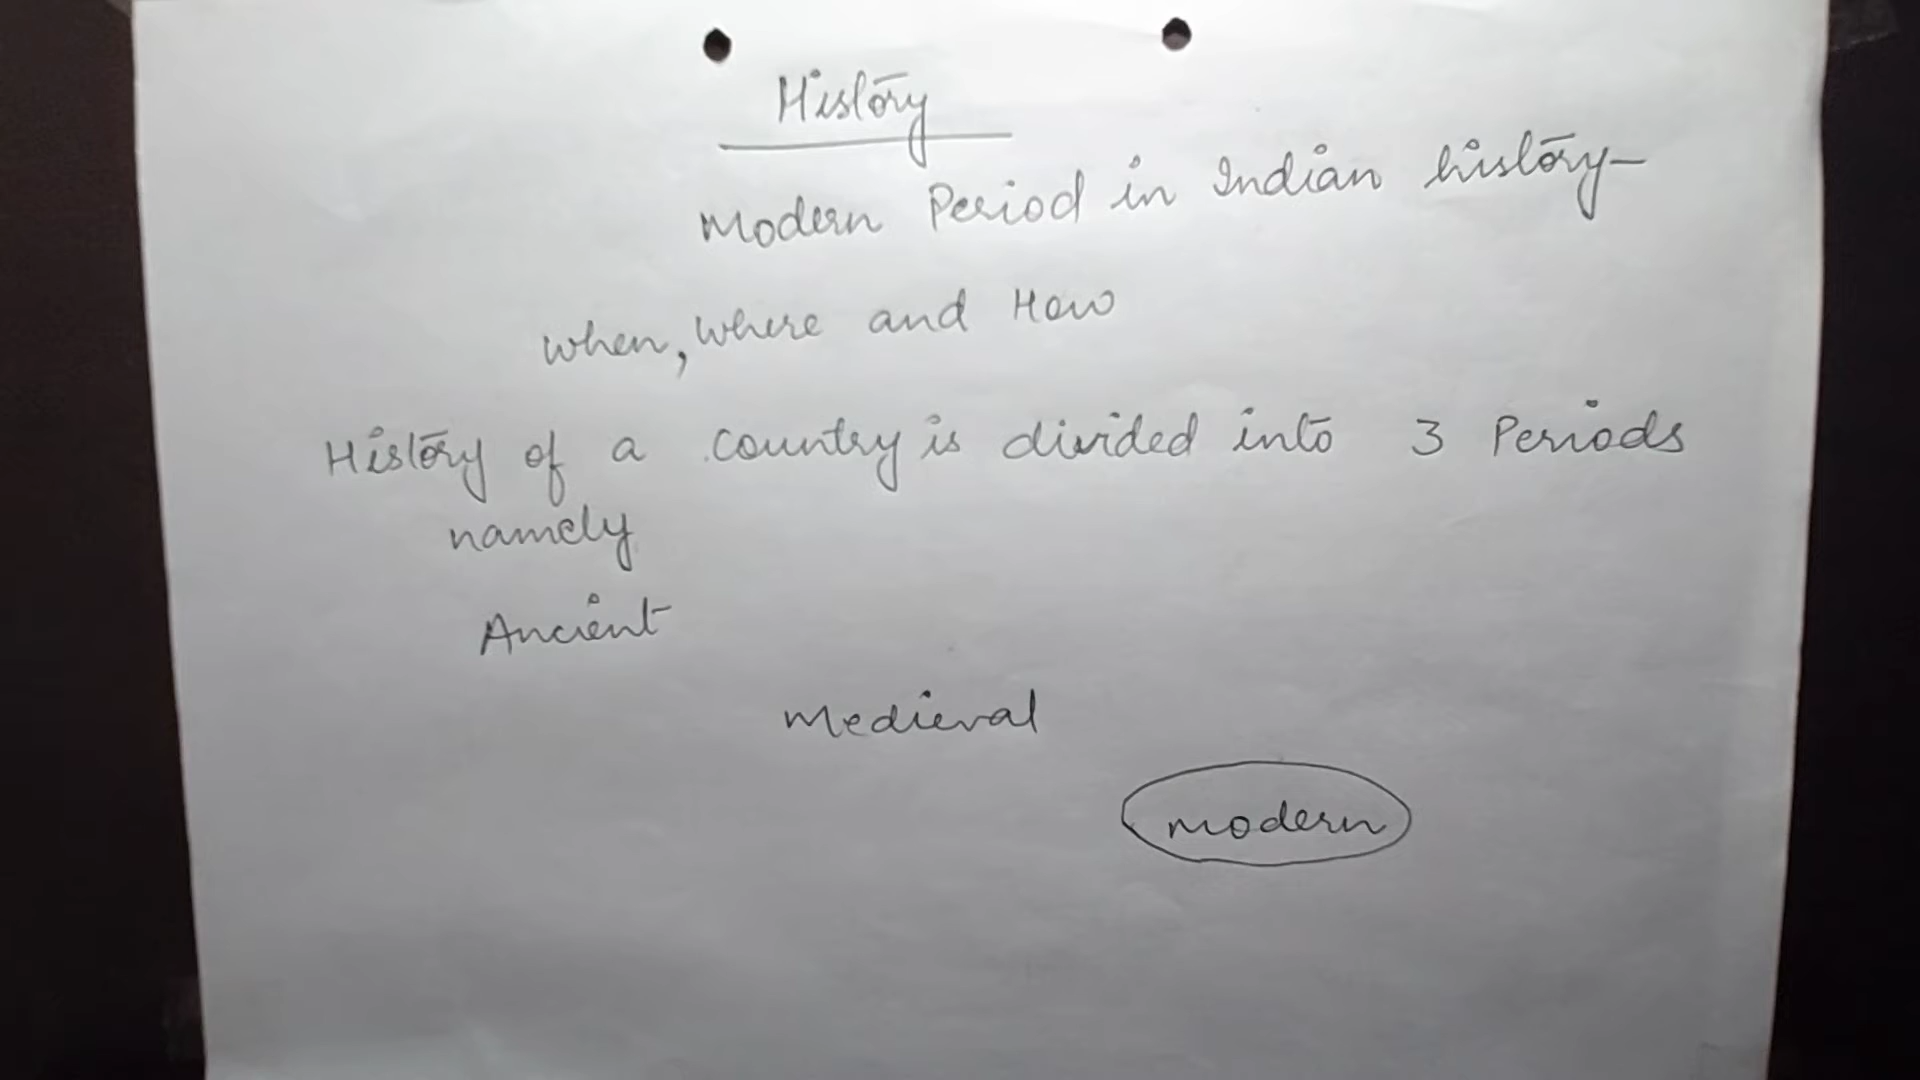 History
Modern Period in Indian history-
when, where and How
History of a country is divided into 3 Periods
namely
Ancient
Medieval
modern